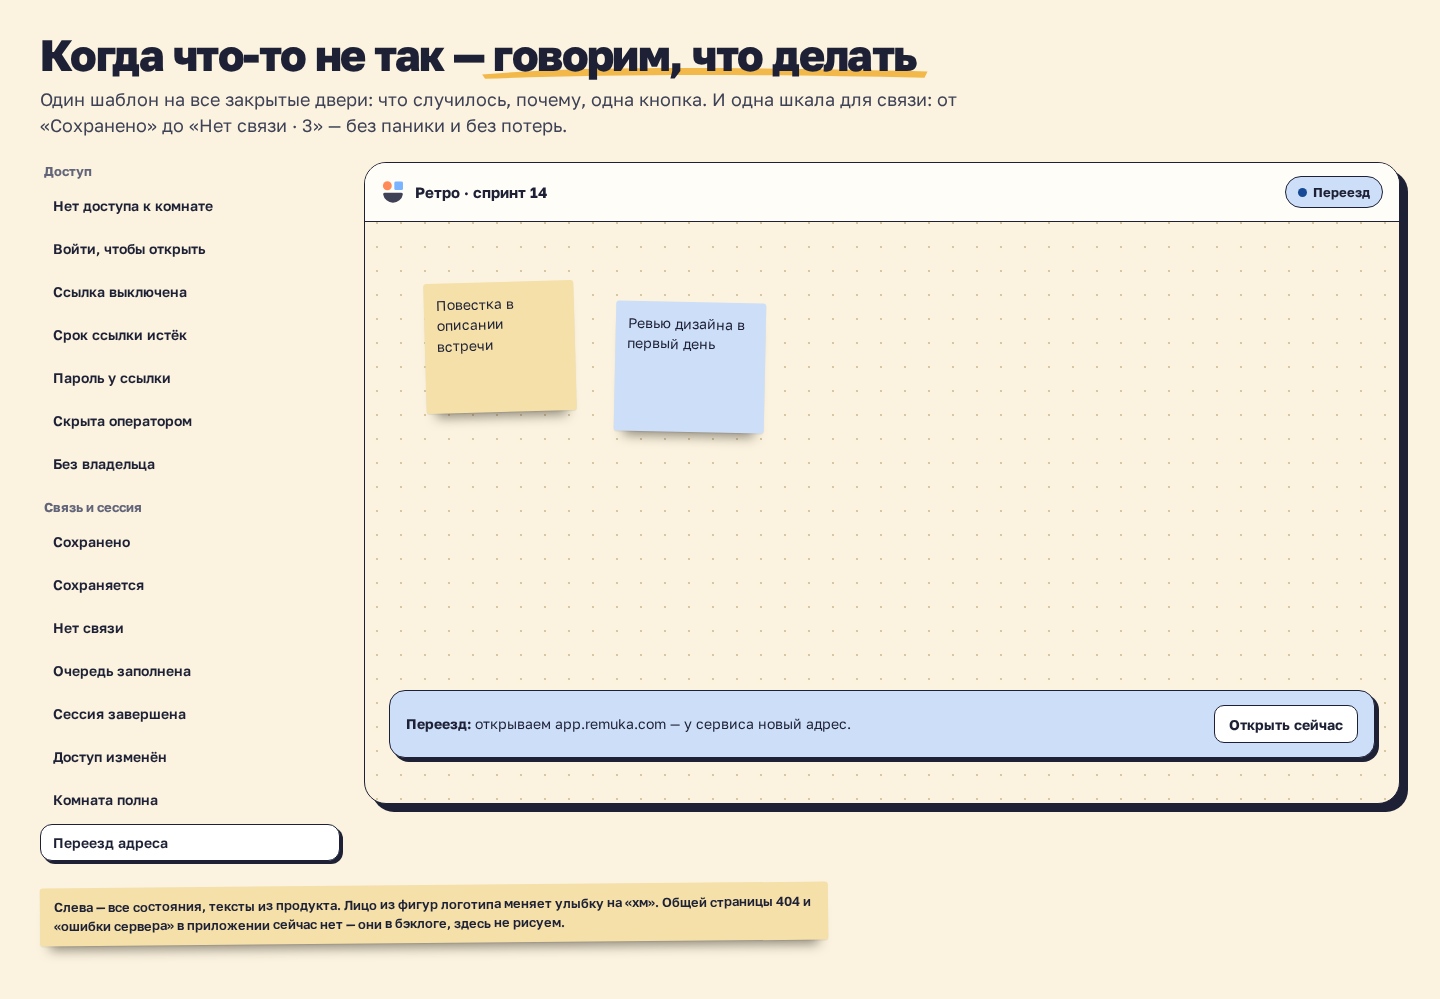 Когда что-то не так — говорим, что делать
Один шаблон на все закрытые двери: что случилось, почему, одна кнопка. И одна шкала для связи: от
«Сохранено» до «Нет связи · 3» — без паники и без потерь.
Доступ
Нет доступа к комнате
Войти, чтобы открыть
Ссылка выключена
Срок ссылки истёк
Пароль у ссылки
Скрыта оператором
Без владельца
Связь и сессия
Сохранено
Сохраняется
Нет связи
Очередь заполнена
Сессия завершена
Доступ изменён
Комната полна
Переезд адреса
Ретро · спринт 14
Переезд
Повестка в
описании
встречи
Ревью дизайна в
первый день
Переезд: открываем app.remuka.com — у сервиса новый адрес.
Открыть сейчас
Слева — все состояния, тексты из продукта. Лицо из фигур логотипа меняет улыбку на «хм». Общей страницы 404 и
«ошибки сервера» в приложении сейчас нет — они в бэклоге, здесь не рисуем.